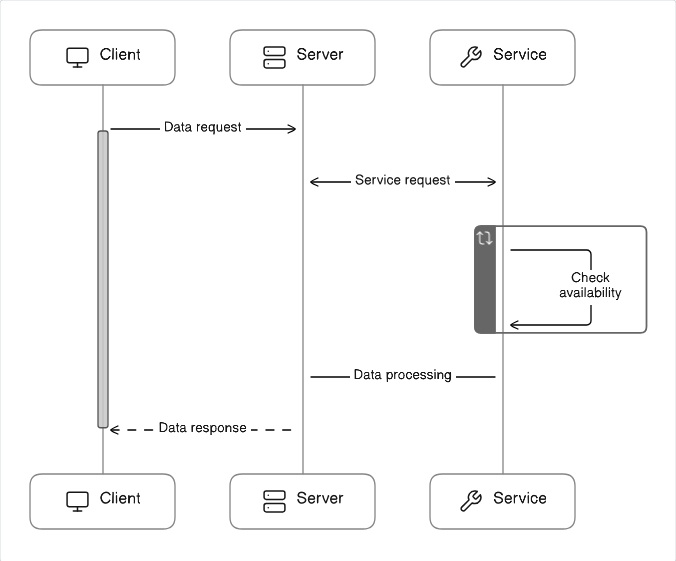 Client
Server
Service
Data request
Service request
Check
availability
Data processing
Data response
Client
Server
Service